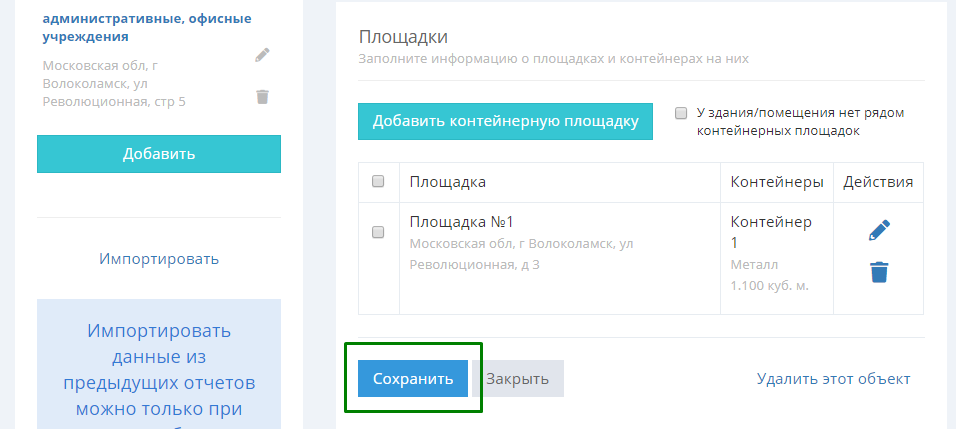 административные, офисные
учреждения
Московская обл, г
Волоколамск, ул
Революционная, стр 5
Добавить
Импортировать
Импортировать
данные из
предыдущих отчетов
можно только при
Площадки
Заполните информацию о площадках и контейнерах на них
Добавить контейнерную площадку
У здания/помещения нет рядом
контейнерных площадок
Площадка
Контейнеры
Действия
Площадка №1
Московская обл, г Волоколамск, ул
Революционная, д 3
Контейнер
1
Металл
1.100 куб. м.
Сохранить
Закрыть
Удалить этот объект